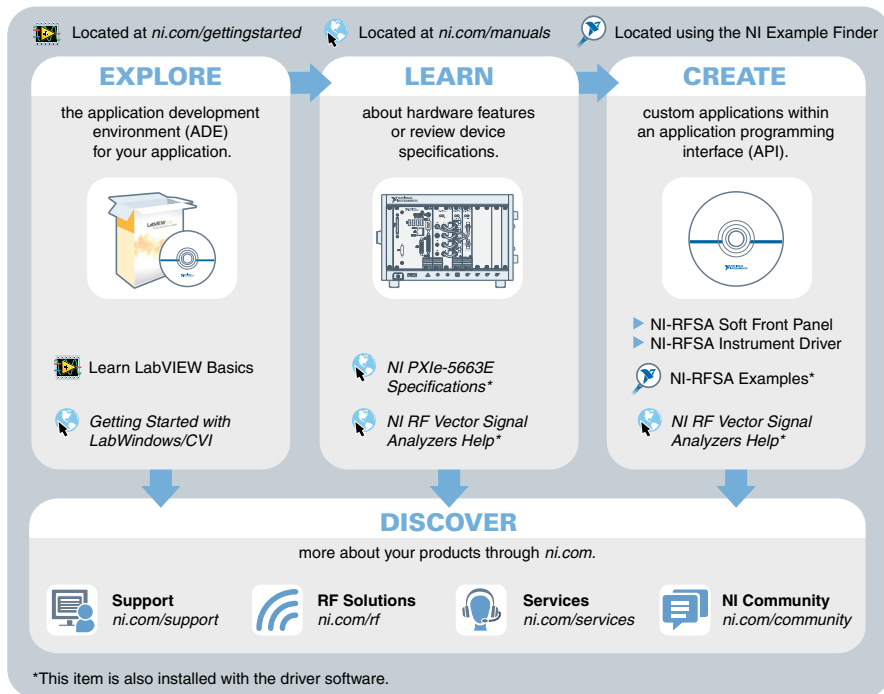 Located at ni.com/gettingstarted
Located at ni.com/manuals
Located using the NI Example Finder
EXPLORE
the application development
environment (ADE)
for your application.
LabVIEW
Learn LabVIEW Basics
Getting Started with
LabWindows/CVI
LEARN
about hardware features
or review device
specifications.
NI PXIe-5663E
Specifications*
NI RF Vector Signal
Analyzers Help*
CREATE
custom applications within
an application programming
interface (API).
NI-RFSA Soft Front Panel
NI-RFSA Instrument Driver
NI-RFSA Examples*
NI RF Vector Signal
Analyzers Help*
DISCOVER
more about your products through ni.com.
Support
ni.com/support
RF Solutions
ni.com/rf
Services
ni.com/services
NI Community
ni.com/community
*This item is also installed with the driver software.